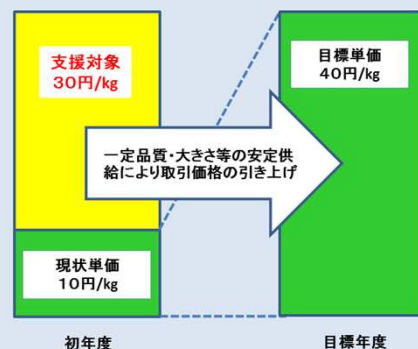 支援対象
30円/kg
目標単価
40円/kg
一定品質・大きさ等の安定供
給により取引価格の引き上げ
現状単価
10円/kg
初年度
目標年度